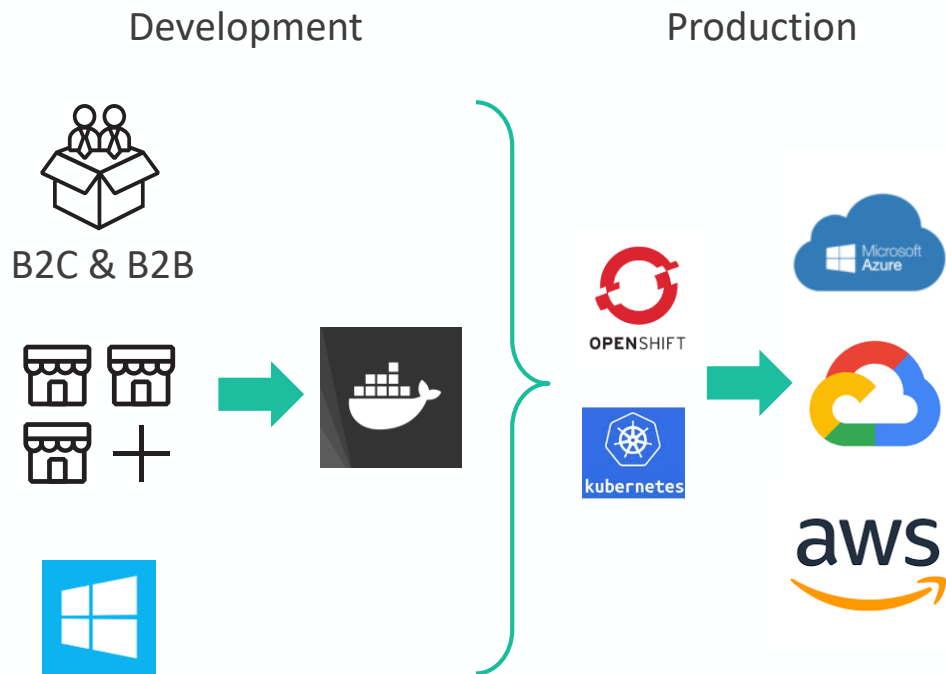 Development
Production
B2C & B2B
Microsoft
Azure
OPENSHIFT
kubernetes
aws